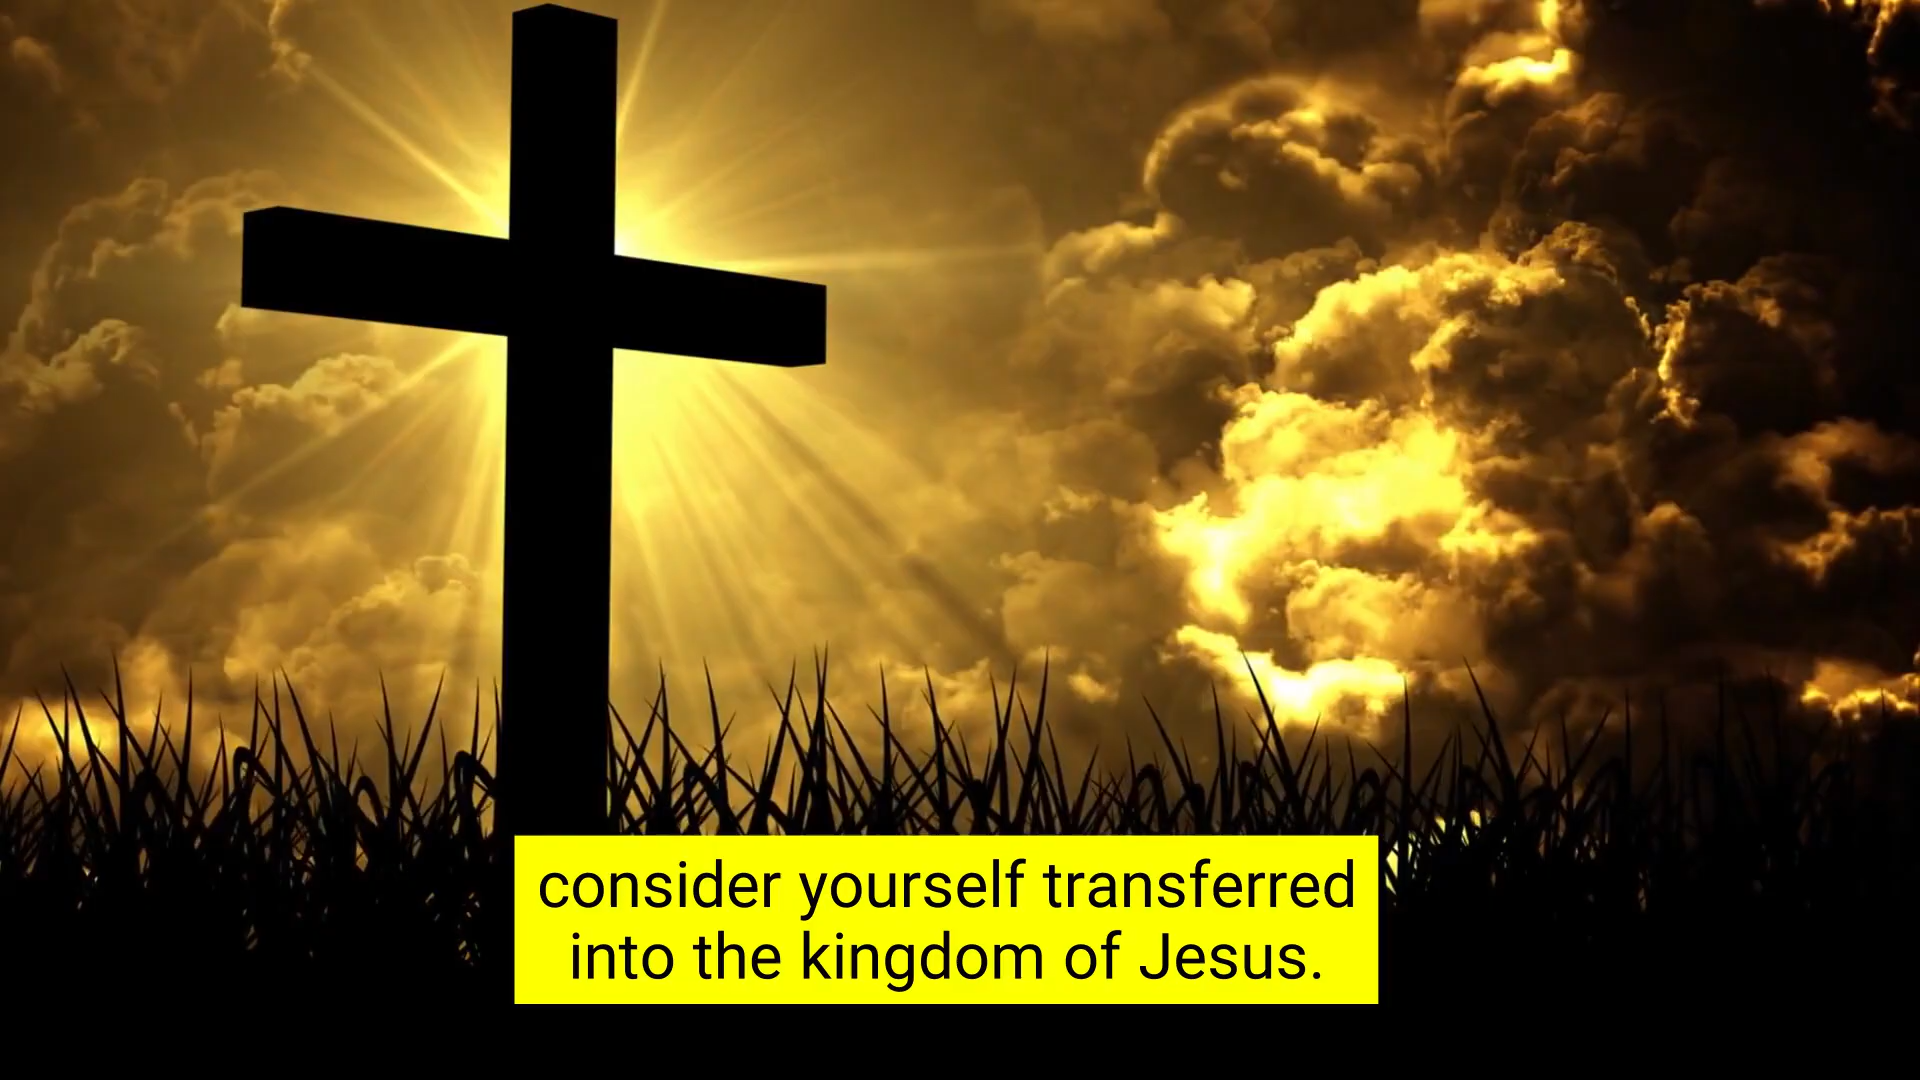 consider yourself transferred
into the kingdom of Jesus.